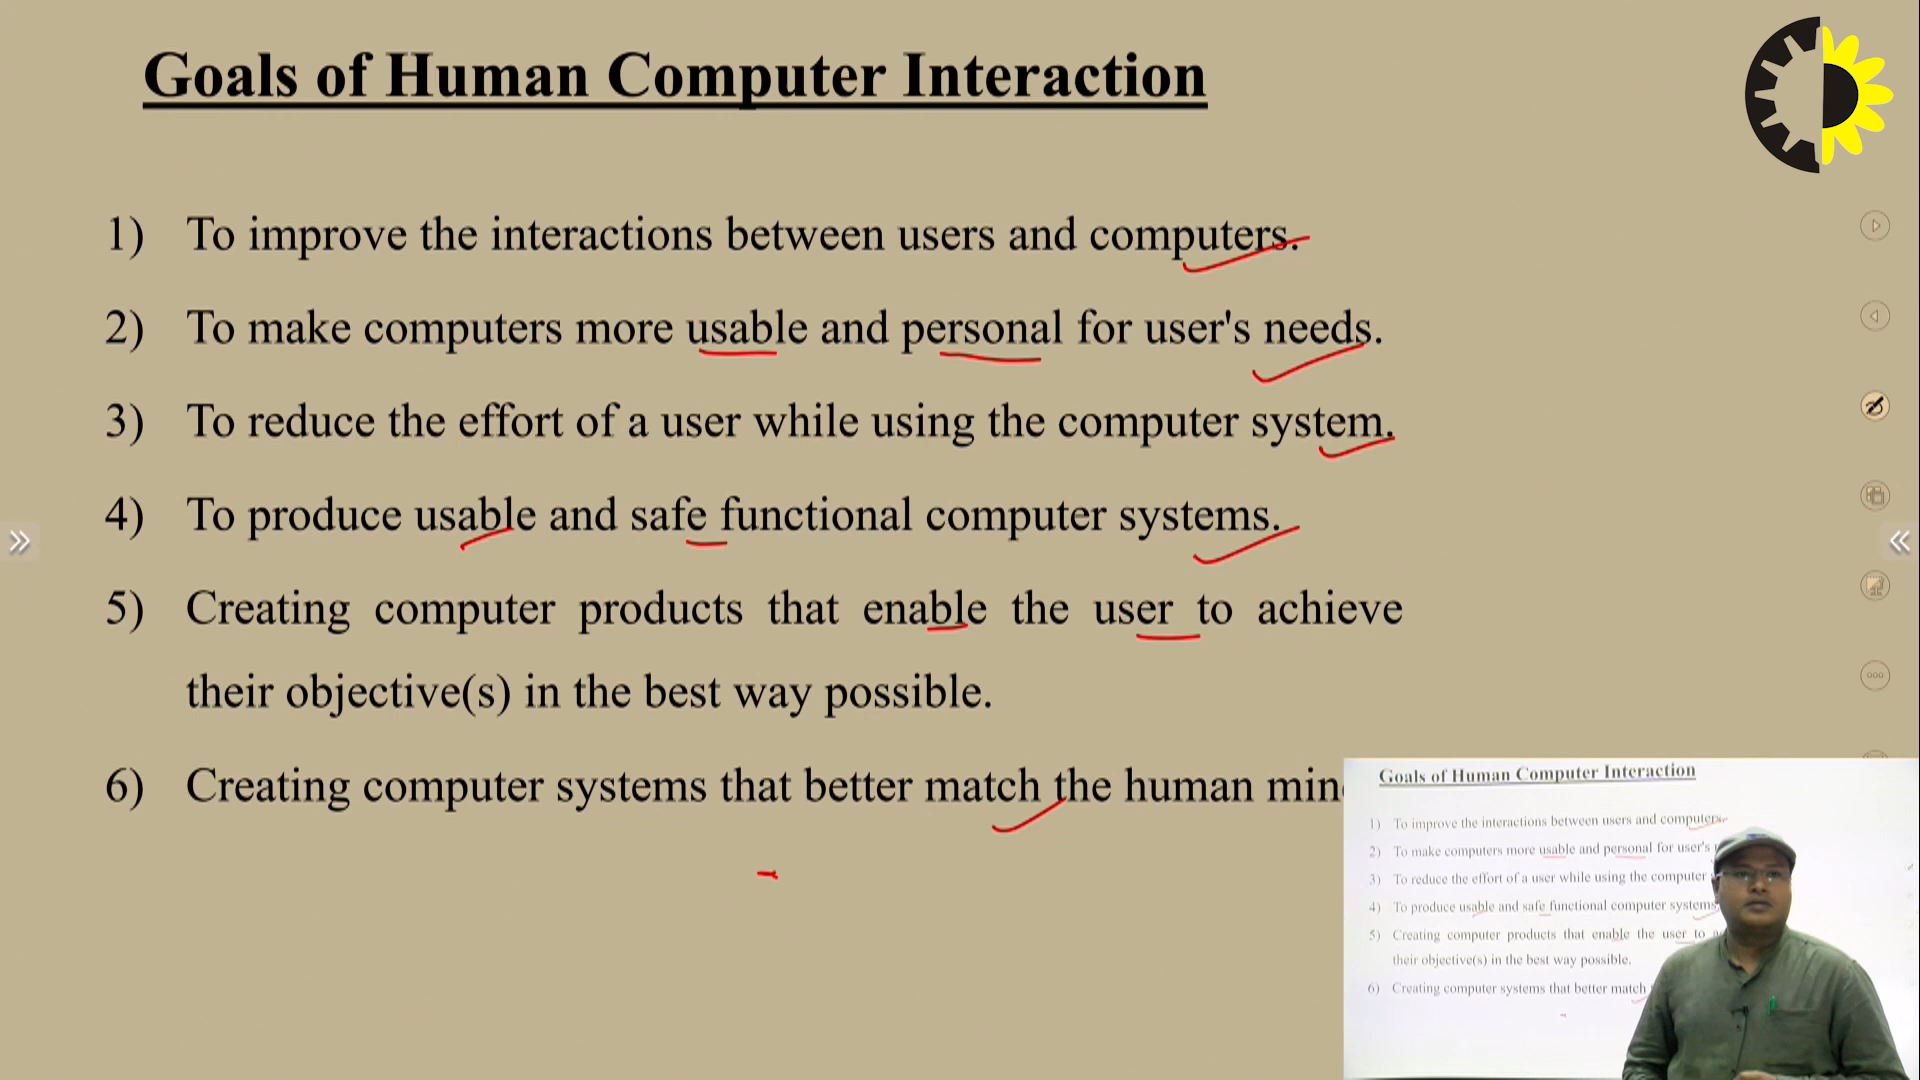 Goals of Human Computer Interaction
1) To improve the interactions between users and computers.
2) To make computers more usable and personal for user's needs.
3) To reduce the effort of a user while using the computer system.
4) To produce usable and safe functional computer systems.
5) Creating computer products that enable the user to achieve
their objective(s) in the best way possible.
6) Creating computer systems that better match the human
Goals of Human Computer Interaction
1) To improve the interactions between users and computers.
2) To make computers more usable and personal for user's
3) To reduce the effort of a user while using the computer
4) To produce usable and safe functional computer systems
5) Creating computer products that enable the user to
their objective(s) in the best way possible.
6) Creating computer systems that better match